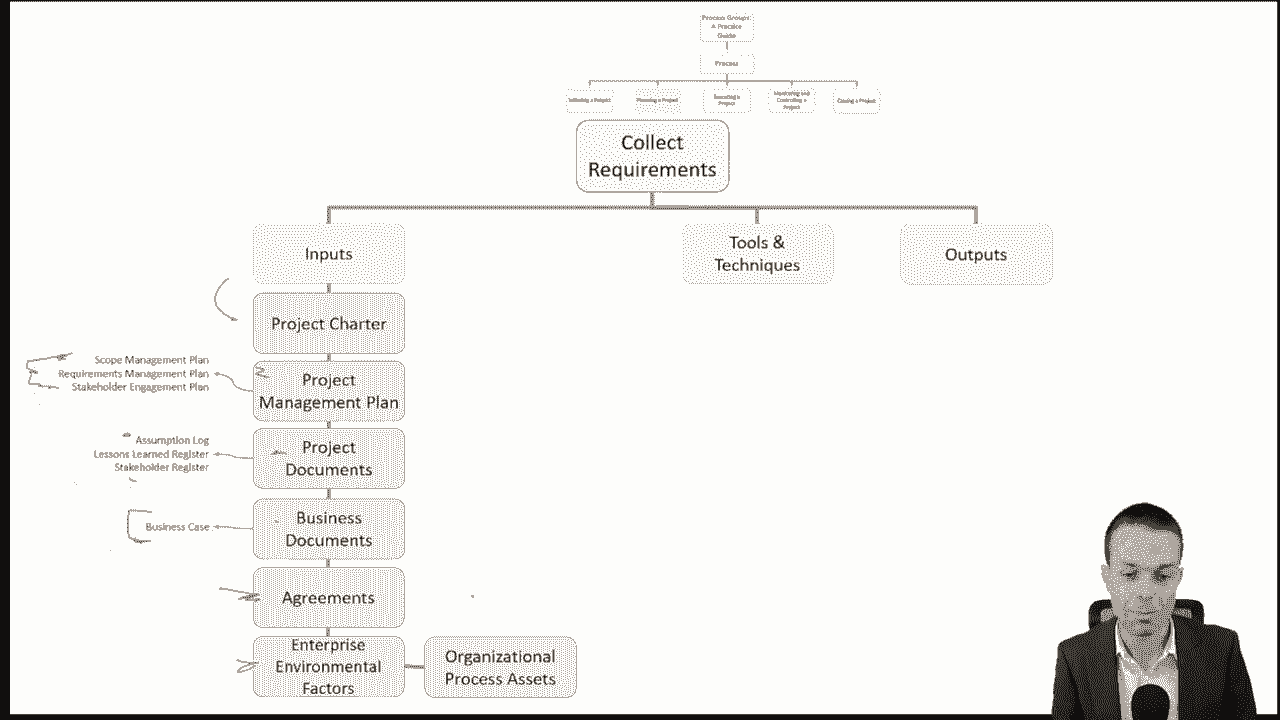 Process Groups:
A Practice
Guide
Process
Initiating a Project
Planning a Project
Executing a
Project
Monitoring and
Controlling a
Project
Closing a Project
Collect
Requirements
Inputs
Tools &
Techniques
Outputs
Project Charter
Scope Management Plan
Requirements Management Plan
Stakeholder Engagement Plan
Project
Management Plan
Assumption Log
Lessons Learned Register
Stakeholder Register
Project
Documents
Business Case
Business
Documents
Agreements
Enterprise
Environmental
Factors
Organizational
Process Assets